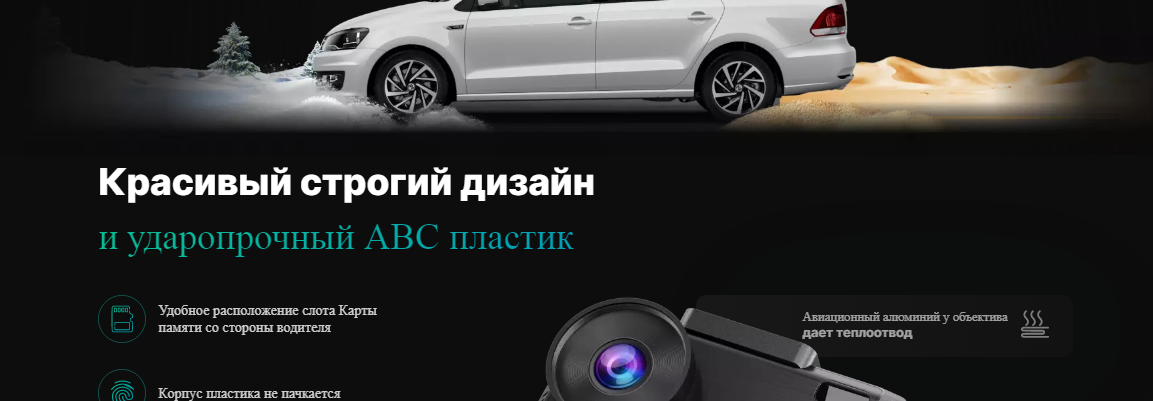 Красивый строгий дизайн
и ударопрочный АВС пластик
Удобное расположение слота Карты
памяти со стороны водителя
Авиационный алюминий у объектива
дает теплоотвод
Корпус пластика не пачкается